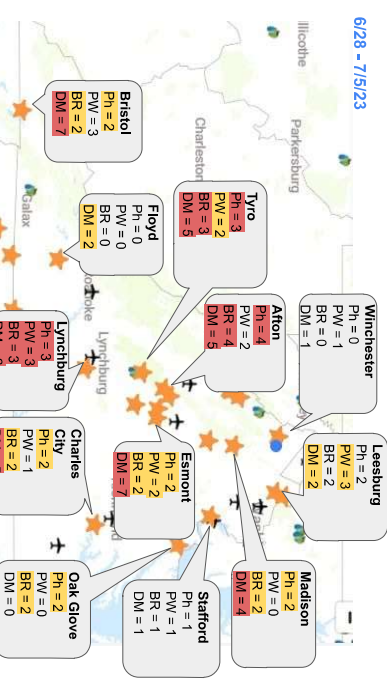 6/28 - 7/5/23
Winchester
Ph = 0
PW = 1
BR = 0
DM = 1
Leesburg
Ph = 2
PW = 3
BR = 2
DM = 2
llicothe
Parkersburg
Charleston
Tyro
Ph = 3
PW = 2
BR = 3
DM = 5
Afton
Ph = 4
PW = 2
BR = 4
DM = 5
Madison
Ph = 2
PW = 0
BR = 2
DM = 4
Bristol
Ph = 2
PW = 3
BR = 2
DM = 7
Floyd
Ph = 0
PW = 0
BR = 0
DM = 2
Esmont
Ph = 2
PW = 2
BR = 2
DM = 7
Stafford
Ph = 1
PW = 1
BR = 1
DM = 1
Galax
oanoke
Lynchburg
Lynchburg
Ph = 3
PW = 3
BR = 3
Charles
City
Ph = 2
PW = 1
BR = 2
Oak Glove
Ph = 2
PW = 0
BR = 2
DM = 0